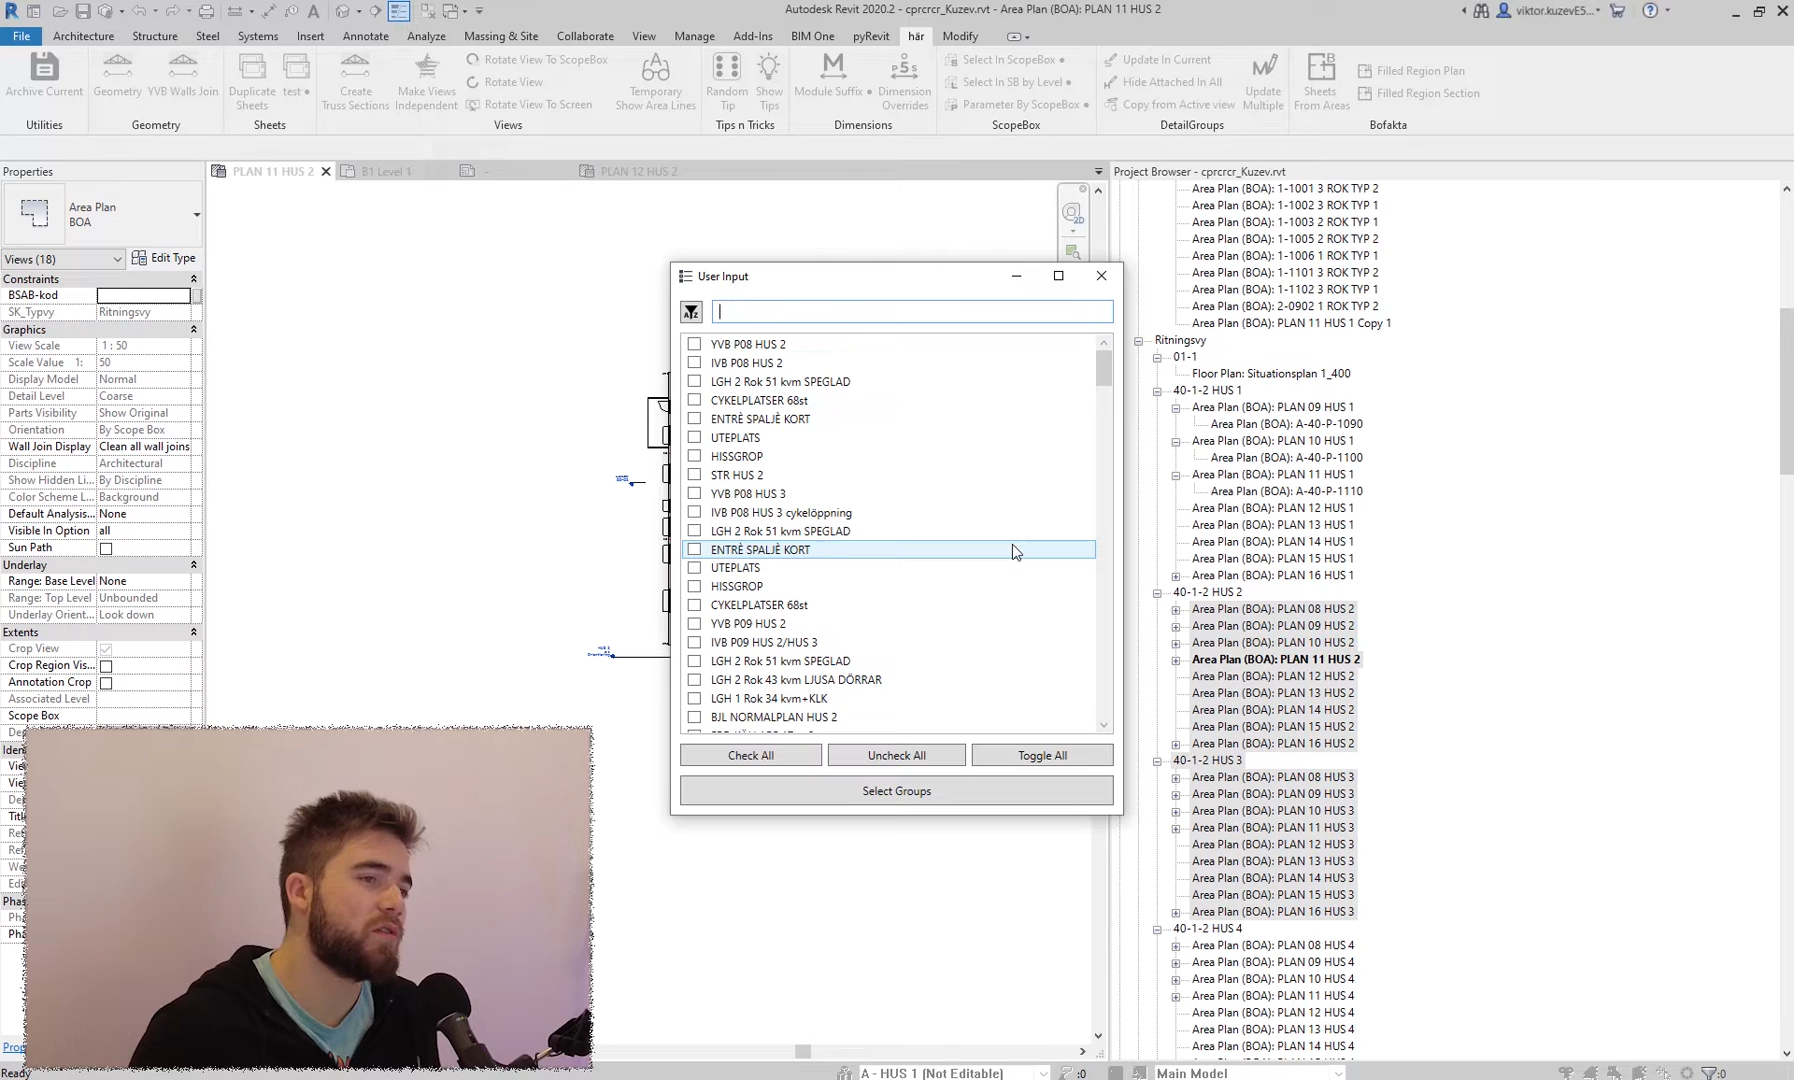 Autodesk Revit 2020.2 - cprcrcr_Kuzev.rvt - Area Plan (BOA): PLAN 11 HUS 2
viktor.kuzevE5...
File Architecture Structure Steel Systems Insert Annotate Analyze Massing & Site Collaborate View Manage Add-Ins BIM One pyRevit här Modify
Archive Current
Utilities
Geometry
YVB Walls Join
Geometry
Duplicate Sheets
test
Sheets
Create Truss Sections
Make Views Independent
Rotate View To ScopeBox
Rotate View
Rotate View To Screen
Temporary Show Area Lines
Views
Random Tip
Show Tips
Tips n Tricks
Module Suffix
Dimension Overrides
Dimensions
Select In ScopeBox
Select In SB by Level
Parameter By ScopeBox
ScopeBox
Update In Current
Hide Attached In All
Copy from Active view
Update Multiple
DetailGroups
Sheets From Areas
Filled Region Plan
Filled Region Section
Bofakta
Properties
Area Plan
BOA
Views (18)
Edit Type
Constraints
BSAB-kod
SK_Typvy Ritningsvy
Graphics
View Scale 1 : 50
Scale Value 1: 50
Display Model Normal
Detail Level Coarse
Parts Visibility Show Original
Orientation By Scope Box
Wall Join Display Clean all wall joins
Discipline Architectural
Show Hidden Li... By Discipline
Color Scheme L... Background
Default Analysis... None
Visible In Option all
Sun Path
Underlay
Range: Base Level None
Range: Top Level Unbounded
Underlay Orient... Look down
Extents
Crop View
Crop Region Vis...
Annotation Crop
Associated Level
Scope Box
PLAN 11 HUS 2
B1 Level 1
-
PLAN 12 HUS 2
2D
User Input
YVB P08 HUS 2
IVB P08 HUS 2
LGH 2 Rok 51 kvm SPEGLAD
CYKELPLATSER 68st
ENTRÈ SPALJÈ KORT
UTEPLATS
HISSGROP
STR HUS 2
YVB P08 HUS 3
IVB P08 HUS 3 cykelöppning
LGH 2 Rok 51 kvm SPEGLAD
ENTRÈ SPALJÈ KORT
UTEPLATS
HISSGROP
CYKELPLATSER 68st
YVB P09 HUS 2
IVB P09 HUS 2/HUS 3
LGH 2 Rok 51 kvm SPEGLAD
LGH 2 Rok 43 kvm LJUSA DÖRRAR
LGH 1 Rok 34 kvm+KLK
BJL NORMALPLAN HUS 2
Check All
Uncheck All
Toggle All
Select Groups
Project Browser - cprcrcr_Kuzev.rvt
Area Plan (BOA): 1-1001 3 ROK TYP 2
Area Plan (BOA): 1-1002 3 ROK TYP 1
Area Plan (BOA): 1-1003 2 ROK TYP 1
Area Plan (BOA): 1-1005 2 ROK TYP 2
Area Plan (BOA): 1-1006 1 ROK TYP 1
Area Plan (BOA): 1-1101 3 ROK TYP 2
Area Plan (BOA): 1-1102 3 ROK TYP 1
Area Plan (BOA): 2-0902 1 ROK TYP 2
Area Plan (BOA): PLAN 11 HUS 1 Copy 1
Ritningsvy
01-1
Floor Plan: Situationsplan 1_400
40-1-2 HUS 1
Area Plan (BOA): PLAN 09 HUS 1
Area Plan (BOA): A-40-P-1090
Area Plan (BOA): PLAN 10 HUS 1
Area Plan (BOA): A-40-P-1100
Area Plan (BOA): PLAN 11 HUS 1
Area Plan (BOA): A-40-P-1110
Area Plan (BOA): PLAN 12 HUS 1
Area Plan (BOA): PLAN 13 HUS 1
Area Plan (BOA): PLAN 14 HUS 1
Area Plan (BOA): PLAN 15 HUS 1
Area Plan (BOA): PLAN 16 HUS 1
40-1-2 HUS 2
Area Plan (BOA): PLAN 08 HUS 2
Area Plan (BOA): PLAN 09 HUS 2
Area Plan (BOA): PLAN 10 HUS 2
Area Plan (BOA): PLAN 11 HUS 2
Area Plan (BOA): PLAN 12 HUS 2
Area Plan (BOA): PLAN 13 HUS 2
Area Plan (BOA): PLAN 14 HUS 2
Area Plan (BOA): PLAN 15 HUS 2
Area Plan (BOA): PLAN 16 HUS 2
40-1-2 HUS 3
Area Plan (BOA): PLAN 08 HUS 3
Area Plan (BOA): PLAN 09 HUS 3
Area Plan (BOA): PLAN 10 HUS 3
Area Plan (BOA): PLAN 11 HUS 3
Area Plan (BOA): PLAN 12 HUS 3
Area Plan (BOA): PLAN 13 HUS 3
Area Plan (BOA): PLAN 14 HUS 3
Area Plan (BOA): PLAN 15 HUS 3
Area Plan (BOA): PLAN 16 HUS 3
40-1-2 HUS 4
Area Plan (BOA): PLAN 08 HUS 4
Area Plan (BOA): PLAN 09 HUS 4
Area Plan (BOA): PLAN 10 HUS 4
Area Plan (BOA): PLAN 11 HUS 4
Area Plan (BOA): PLAN 12 HUS 4
Area Plan (BOA): PLAN 13 HUS 4
Area Plan (BOA): PLAN 14 HUS 4
Ready
A - HUS 1 [Not Editable]
:0
Main Model
:0